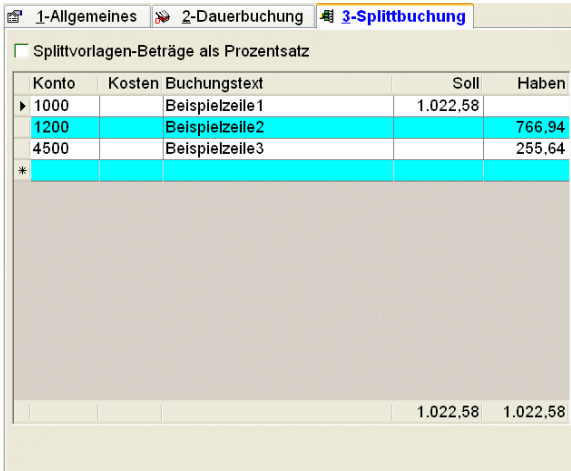 1-Allgemeines 2-Dauerbuchung 3-Splittbuchung
Splittvorlagen-Beträge als Prozentsatz
Konto Kosten Buchungstext Soll Haben
1000 Beispielzeile1 1.022,58
1200 Beispielzeile2 766,94
4500 Beispielzeile3 255,64
*
1.022,58 1.022,58